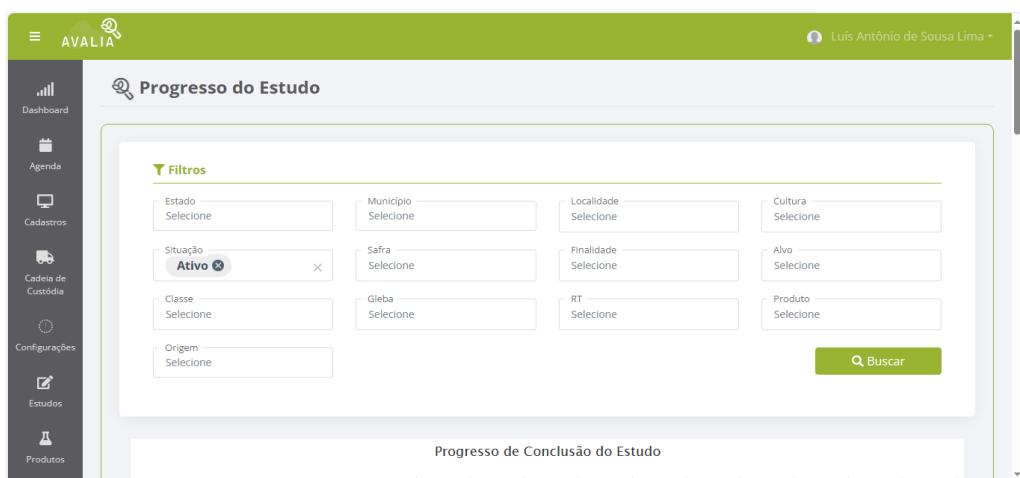 AVALIA
Luís Antônio de Sousa Lima
Dashboard
Agenda
Cadastros
Cadeia de
Custódia
Configurações
Estudos
Produtos
Progresso do Estudo
Filtros
Estado
Selecione
Município
Selecione
Localidade
Selecione
Cultura
Selecione
Situação
Ativo
Safra
Selecione
Finalidade
Selecione
Alvo
Selecione
Classe
Selecione
Gleba
Selecione
RT
Selecione
Produto
Selecione
Origem
Selecione
Buscar
Progresso de Conclusão do Estudo